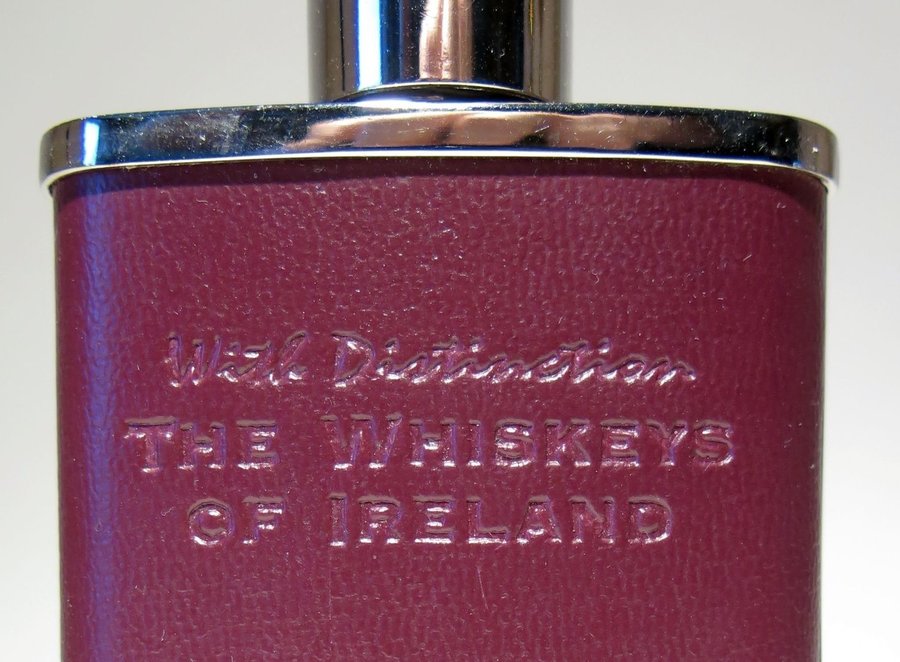 With Distinction
THE WHISKEYS
OF IRELAND